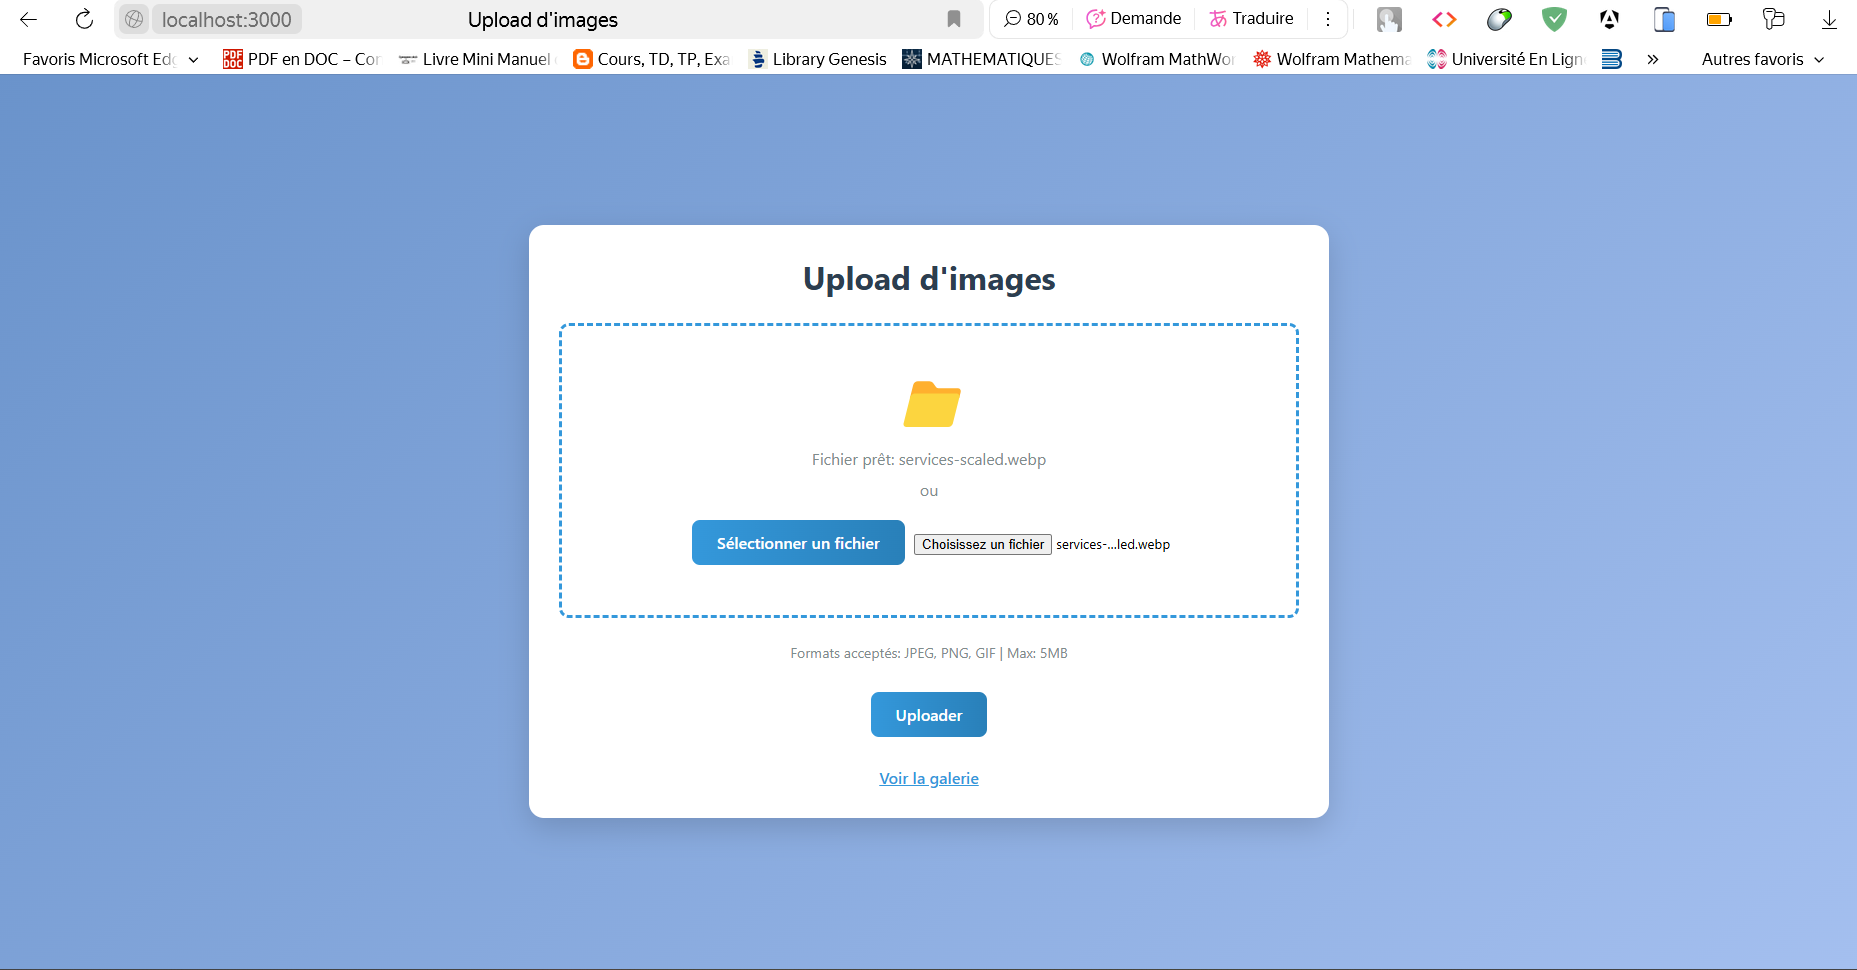 localhost:3000 Upload d'images 80 % Demande Traduire
Favoris Microsoft Edg PDF en DOC – Con Livre Mini Manuel Cours, TD, TP, Exa Library Genesis MATHEMATIQUES Wolfram MathWor Wolfram Mathema Université En Lign » Autres favoris
Upload d'images
Fichier prêt: services-scaled.webp
ou
Sélectionner un fichier Choisissez un fichier services-...led.webp
Formats acceptés: JPEG, PNG, GIF | Max: 5MB
Uploader
Voir la galerie